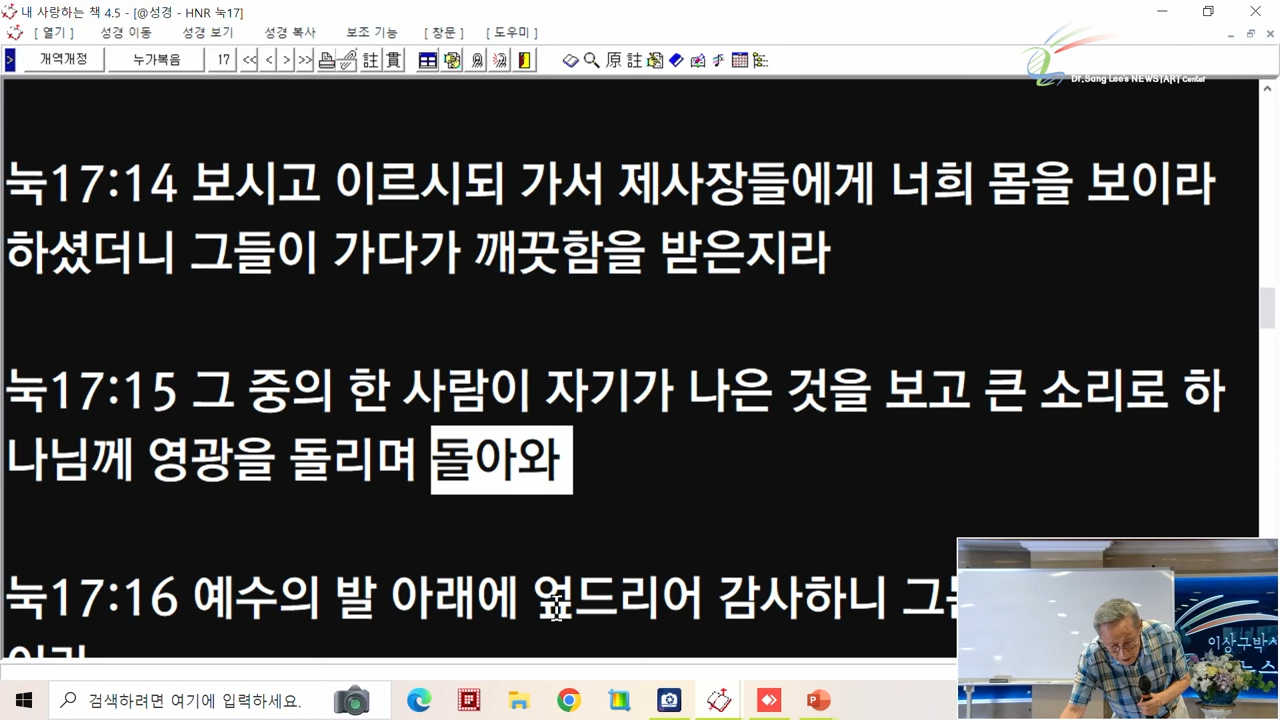 내 사랑하는 책 4.5 - [@성경 - HNR 눅17]
[ 열기 ] 성경 이동 성경 보기 성경 복사 보조 기능 [ 창문 ] [ 도우미 ]
> 개역개정 누가복음 17 << < > >> 註 貫 原 註
Dr.Sang Lee's NEWSTART Center
눅17:14 보시고 이르시되 가서 제사장들에게 너희 몸을 보이라
하셨더니 그들이 가다가 깨끗함을 받은지라
눅17:15 그 중의 한 사람이 자기가 나은 것을 보고 큰 소리로 하
나님께 영광을 돌리며 돌아와
눅17:16 예수의 발 아래에 엎드리어 감사하니
이상구박사
뉴스
검색하려면 여기에 입력하세요.